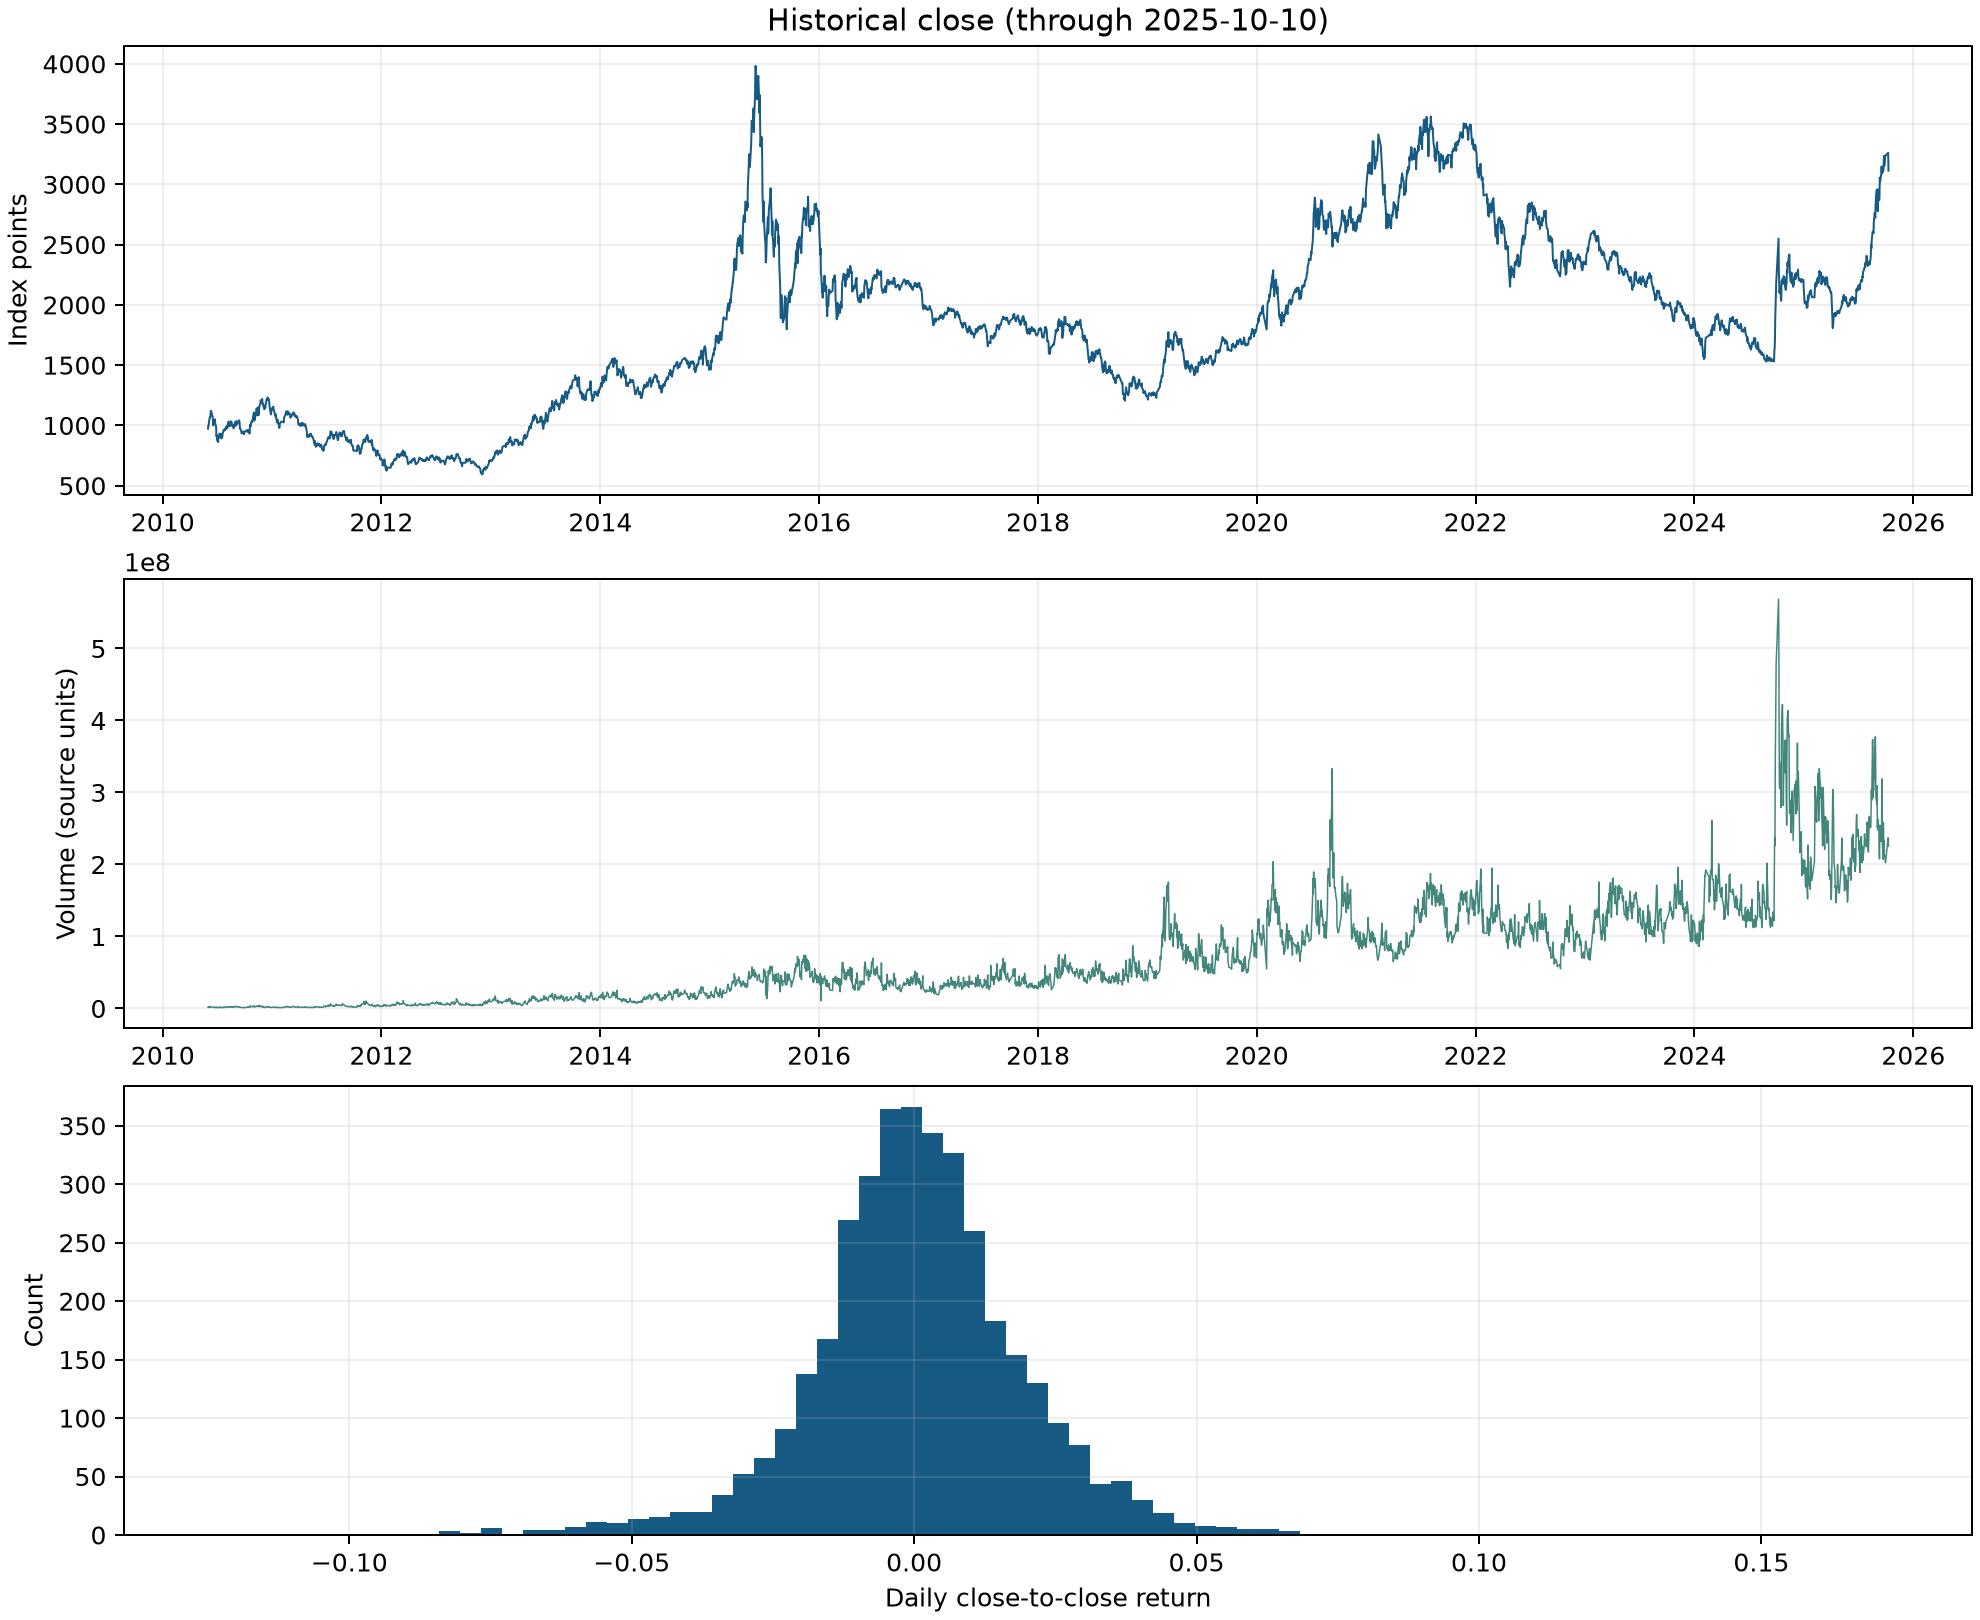 Historical close (through 2025-10-10)
Index points
4000
3500
3000
2500
2000
1500
1000
500
2010 2012 2014 2016 2018 2020 2022 2024 2026
1e8
Volume (source units)
5
4
3
2
1
0
2010 2012 2014 2016 2018 2020 2022 2024 2026
Count
350
300
250
200
150
100
50
0
−0.10 −0.05 0.00 0.05 0.10 0.15
Daily close-to-close return